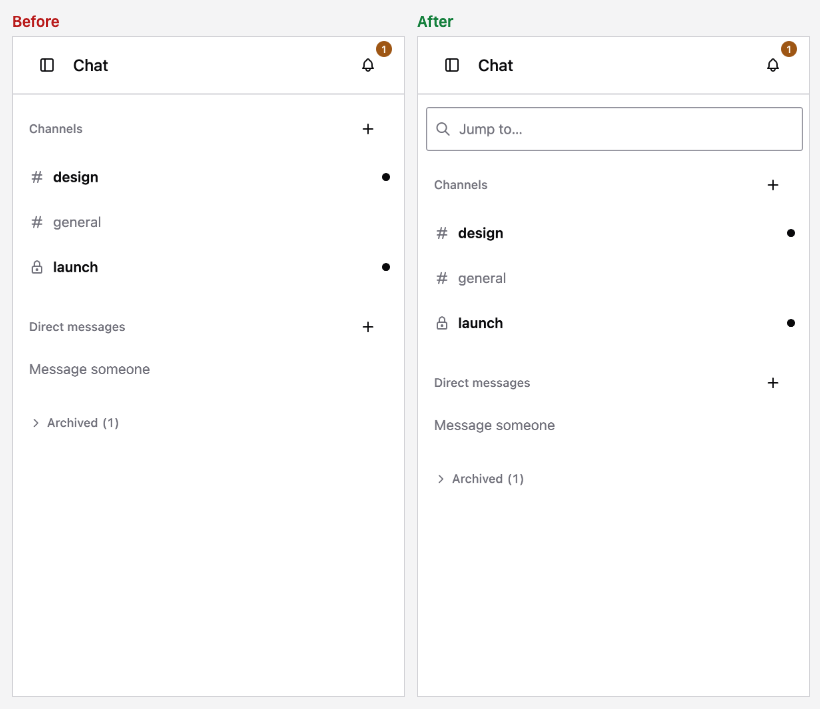 Before
1
Chat
Channels
# design
# general
launch
Direct messages
Message someone
Archived (1)
After
1
Chat
Jump to...
Channels
# design
# general
launch
Direct messages
Message someone
Archived (1)